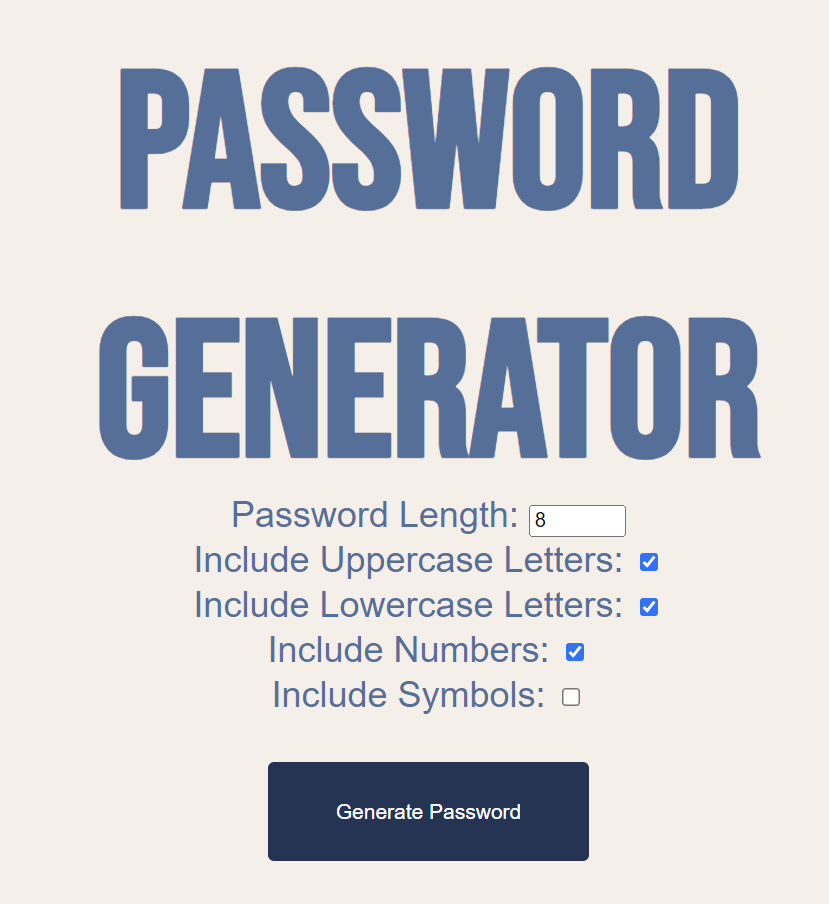 PASSWORD
GENERATOR
Password Length: 8
Include Uppercase Letters:
Include Lowercase Letters:
Include Numbers:
Include Symbols:
Generate Password